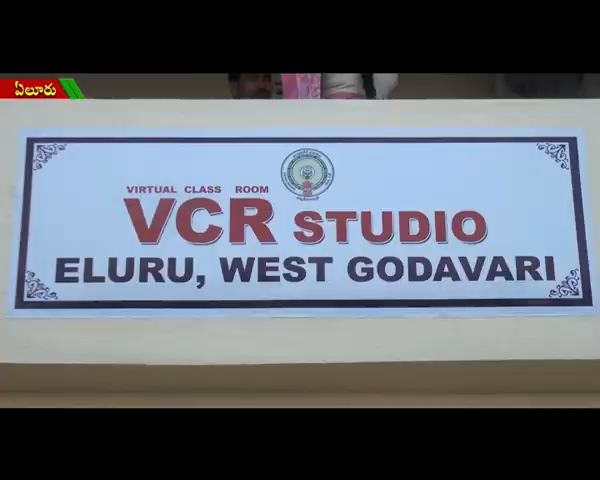 ఏలూరు
VIRTUAL CLASS ROOM
VCR STUDIO
ELURU, WEST GODAVARI